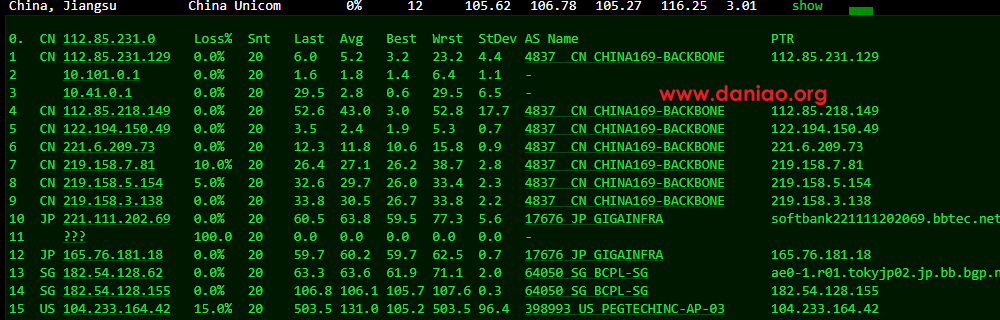 China, Jiangsu China Unicom 0% 12 105.62 106.78 105.27 116.25 3.01 show
0. CN 112.85.231.0 Loss% Snt Last Avg Best Wrst StDev AS Name PTR
1 CN 112.85.231.129 0.0% 20 6.0 5.2 3.2 23.2 4.4 4837 CN CHINA169-BACKBONE 112.85.231.129
2 10.101.0.1 0.0% 20 1.6 1.8 1.4 6.4 1.1 -
3 10.41.0.1 0.0% 20 29.5 2.8 0.6 29.5 6.5 -
www.daniao.org
4 CN 112.85.218.149 0.0% 20 52.6 43.0 3.0 52.8 17.7 4837 CN CHINA169-BACKBONE 112.85.218.149
5 CN 122.194.150.49 0.0% 20 3.5 2.4 1.9 5.3 0.7 4837 CN CHINA169-BACKBONE 122.194.150.49
6 CN 221.6.209.73 0.0% 20 12.3 11.8 10.6 15.8 0.9 4837 CN CHINA169-BACKBONE 221.6.209.73
7 CN 219.158.7.81 10.0% 20 26.4 27.1 26.2 38.7 2.8 4837 CN CHINA169-BACKBONE 219.158.7.81
8 CN 219.158.5.154 5.0% 20 32.6 29.7 26.0 33.4 2.3 4837 CN CHINA169-BACKBONE 219.158.5.154
9 CN 219.158.3.138 0.0% 20 33.8 30.5 26.7 33.8 2.2 4837 CN CHINA169-BACKBONE 219.158.3.138
10 JP 221.111.202.69 0.0% 20 60.5 63.8 59.5 77.3 5.6 17676 JP GIGAINFRA softbank221111202069.bbtec.net
11 ??? 100.0 20 0.0 0.0 0.0 0.0 0.0 -
12 JP 165.76.181.18 0.0% 20 59.7 60.2 59.7 62.5 0.7 17676 JP GIGAINFRA 165.76.181.18
13 SG 182.54.128.62 0.0% 20 63.3 63.6 61.9 71.1 2.0 64050 SG BCPL-SG ae0-1.r01.tokyjp02.jp.bb.bgp.n
14 SG 182.54.128.155 0.0% 20 106.8 106.1 105.7 107.6 0.3 64050 SG BCPL-SG 182.54.128.155
15 US 104.233.164.42 15.0% 20 503.5 131.0 105.2 503.5 96.4 398993 US PEGTECHINC-AP-03 104.233.164.42